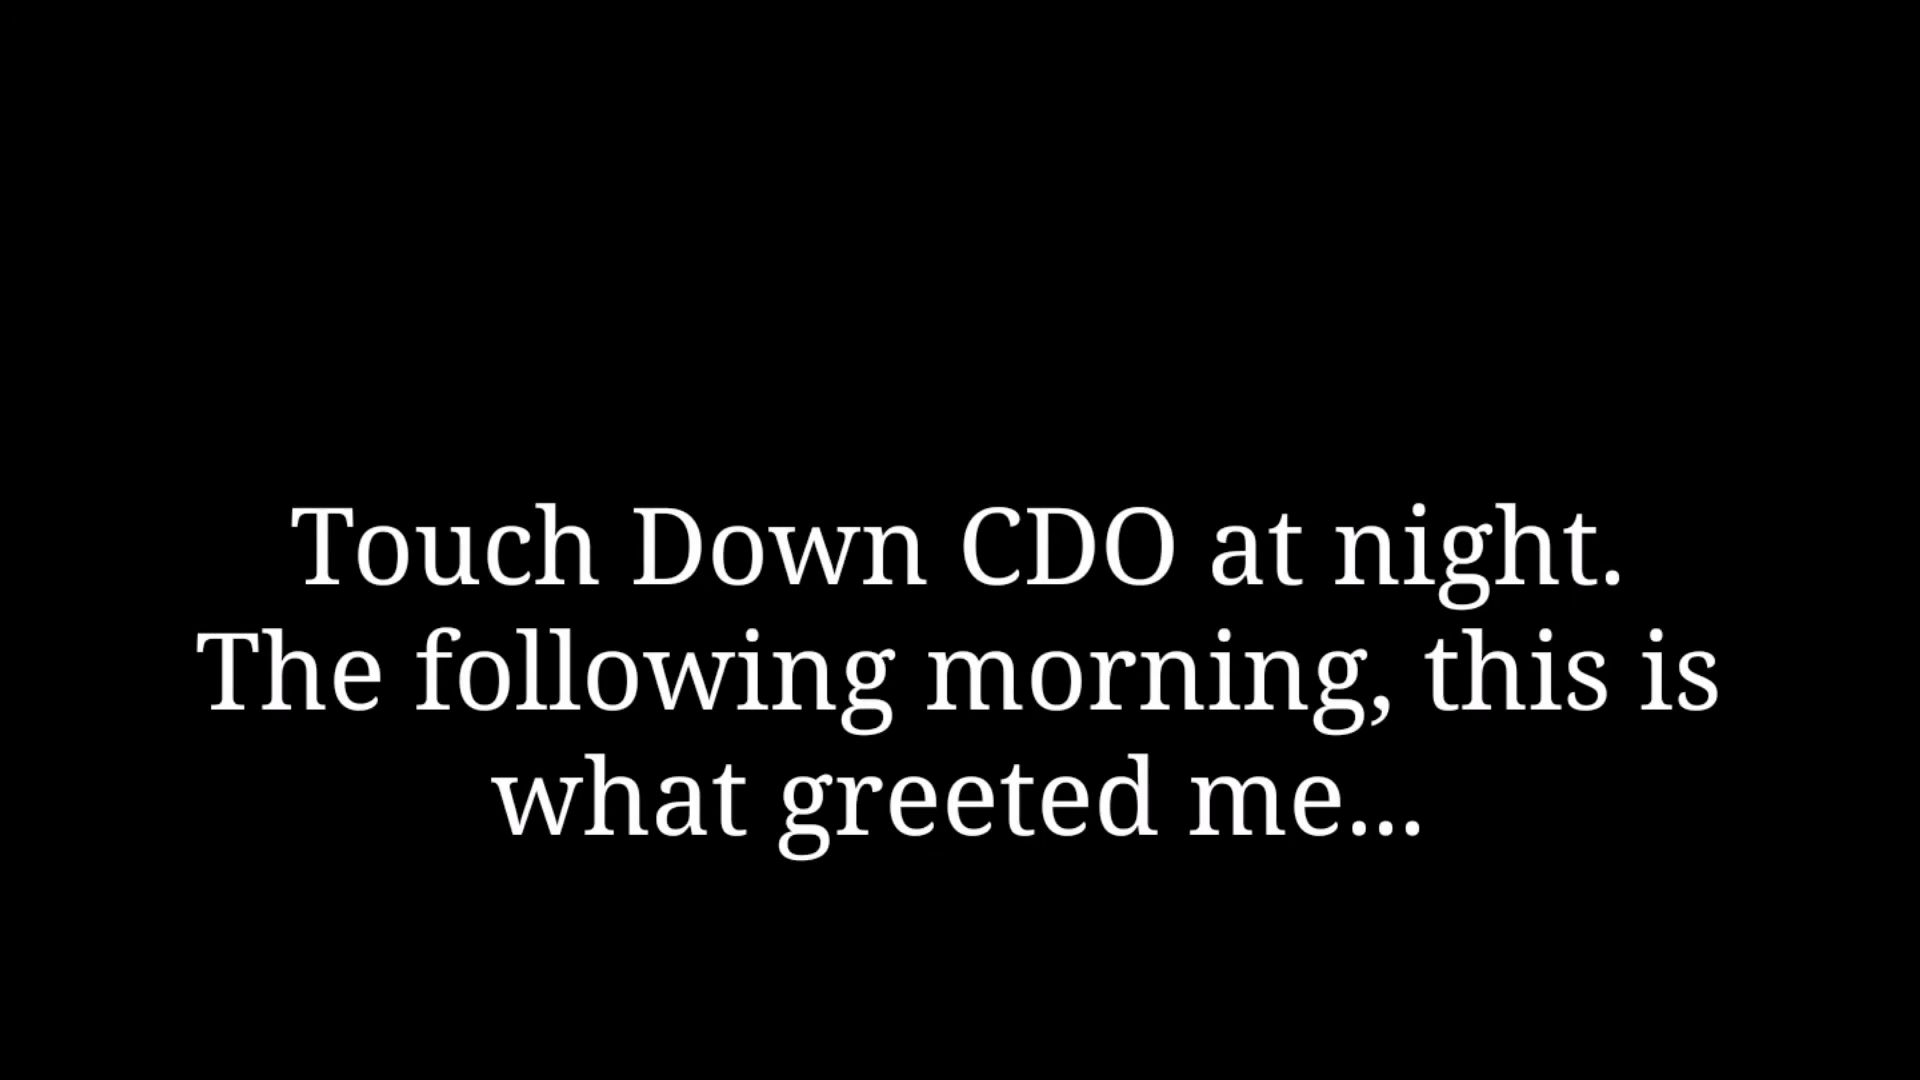 Touch Down CDO at night.
The following morning, this is
what greeted me...